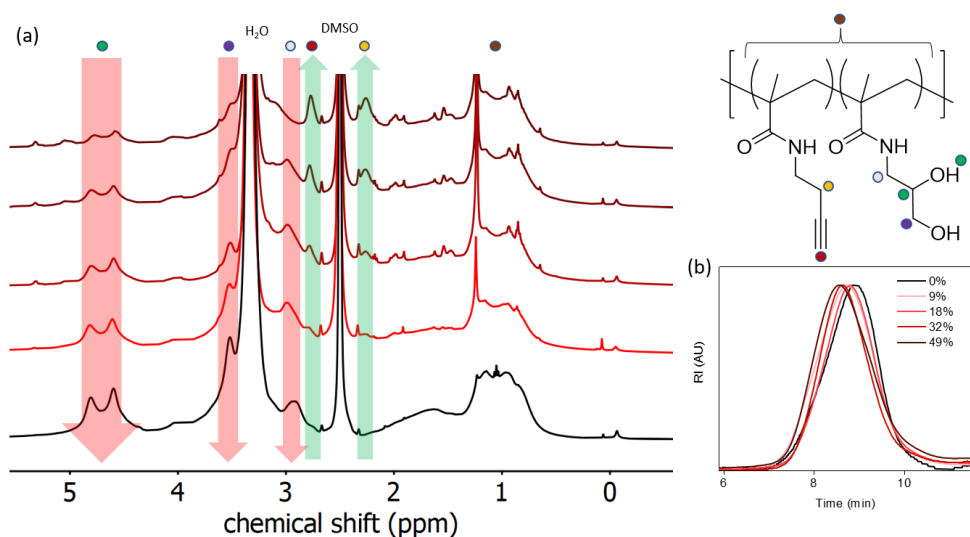 (a)
H₂O
DMSO
5
4
3
2
1
0
chemical shift (ppm)
O
NH
O
NH
OH
OH
(b)
0%
9%
18%
32%
49%
RI (AU)
6
8
10
Time (min)